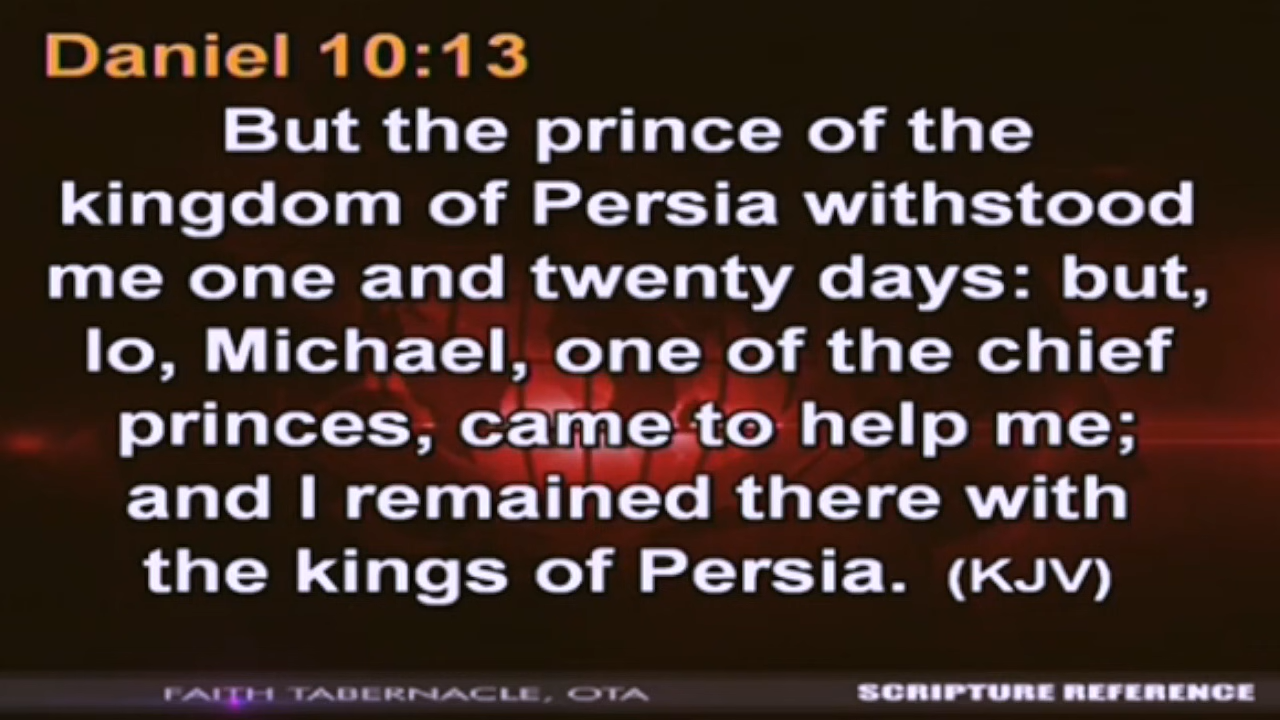 Daniel 10:13
But the prince of the
kingdom of Persia withstood
me one and twenty days: but,
lo, Michael, one of the chief
princes, came to help me;
and I remained there with
the kings of Persia. (KJV)
FAITH TABERNACLE, OTA
SCRIPTURE REFERENCE